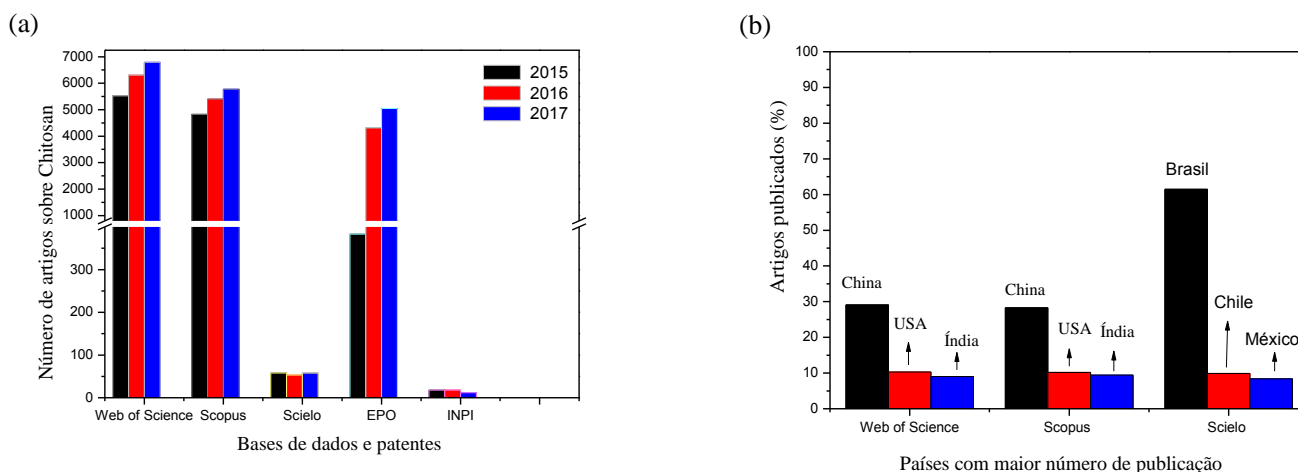 (a)
Número de artigos sobre Chitosan
7000
6000
5000
4000
3000
2000
1000
300
200
100
0
2015
2016
2017
Web of Science
Scopus
Scielo
EPO
INPI
Bases de dados e patentes
(b)
Artigos publicados (%)
100
90
80
70
60
50
40
30
20
10
0
China
USA
Índia
China
USA
Índia
Brasil
Chile
México
Web of Science
Scopus
Scielo
Países com maior número de publicação